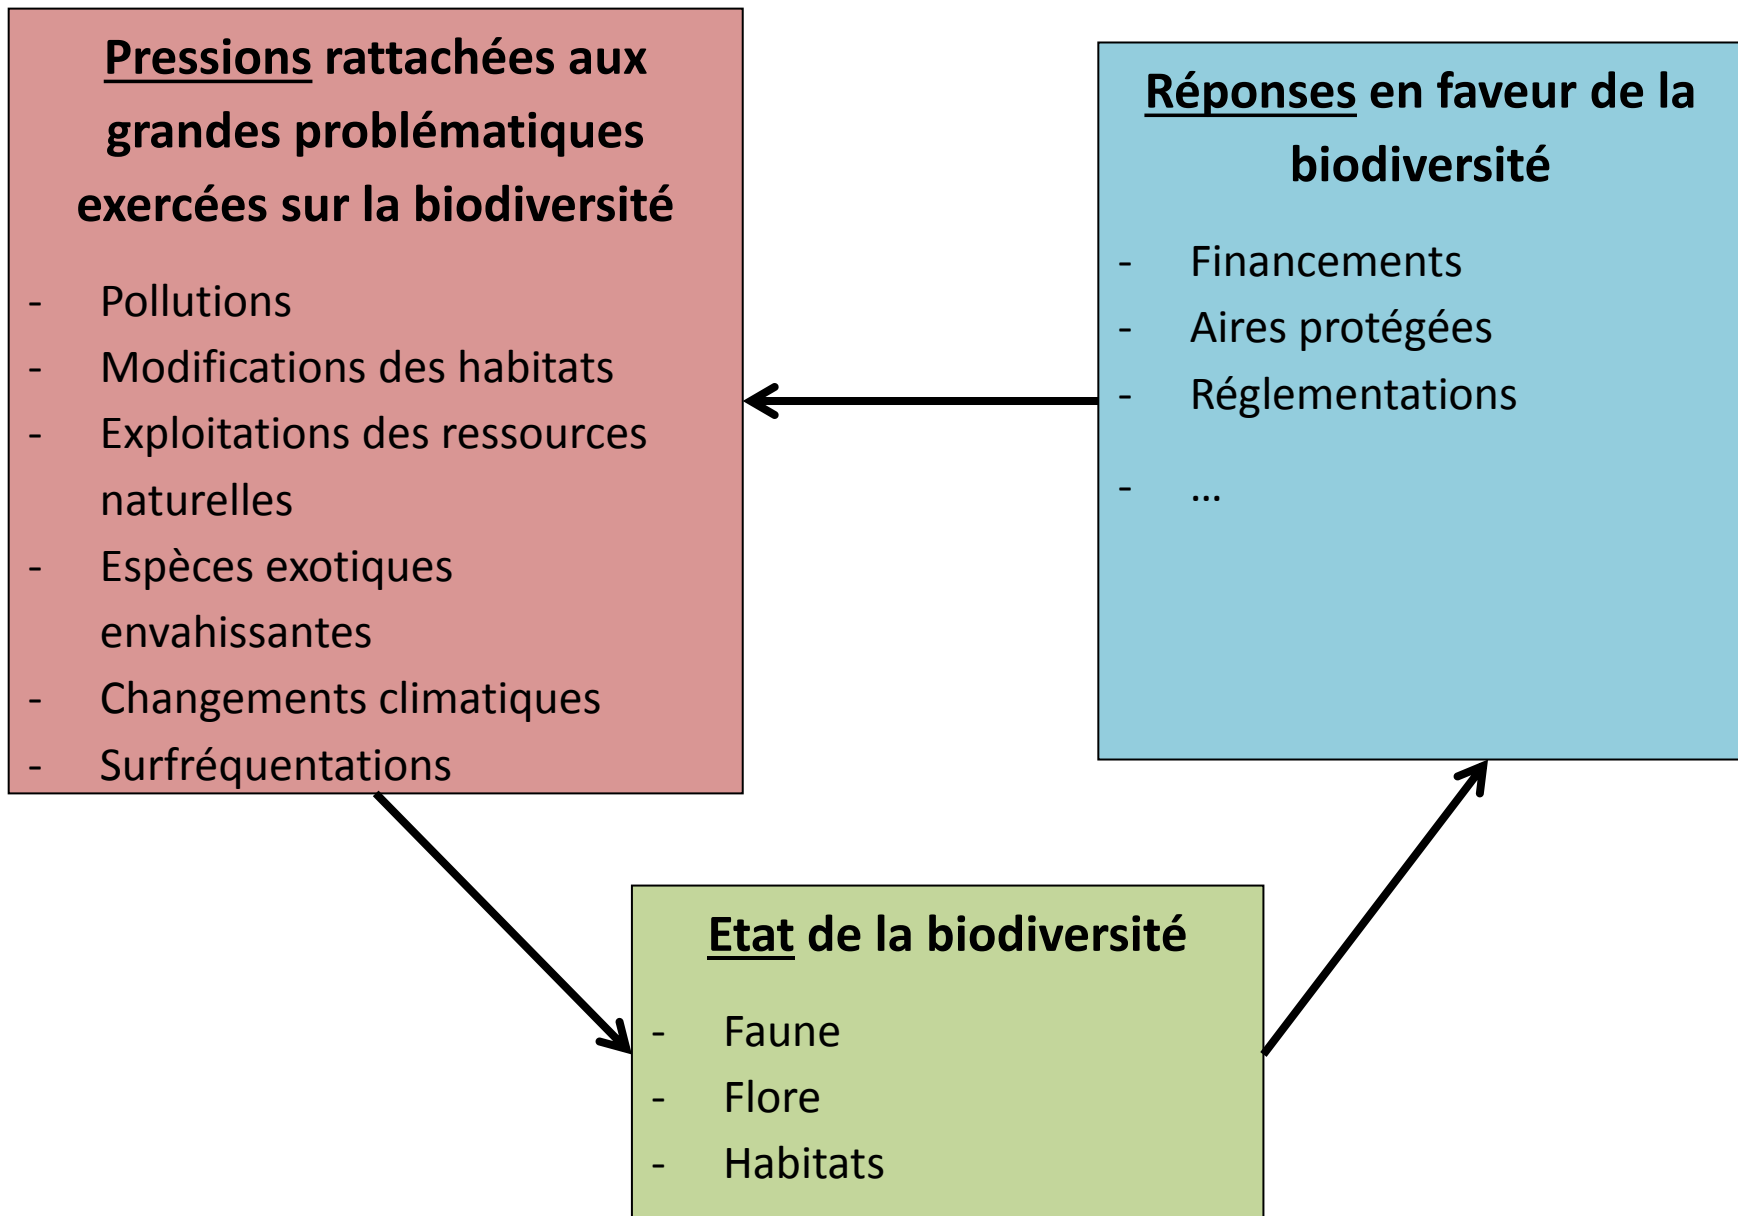 Pressions rattachées aux
grandes problématiques
exercées sur la biodiversité
- Pollutions
- Modifications des habitats
- Exploitations des ressources
naturelles
- Espèces exotiques
envahissantes
- Changements climatiques
- Surfréquentations
Réponses en faveur de la
biodiversité
- Financements
- Aires protégées
- Réglementations
- ...
Etat de la biodiversité
- Faune
- Flore
- Habitats